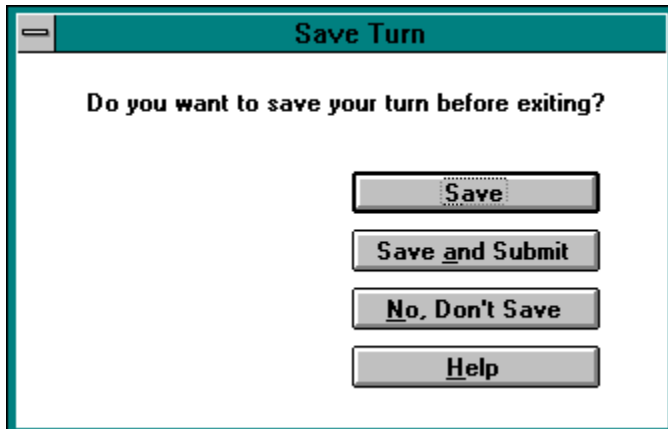 Save Turn
Do you want to save your turn before exiting?
Save
Save and Submit
No, Don't Save
Help